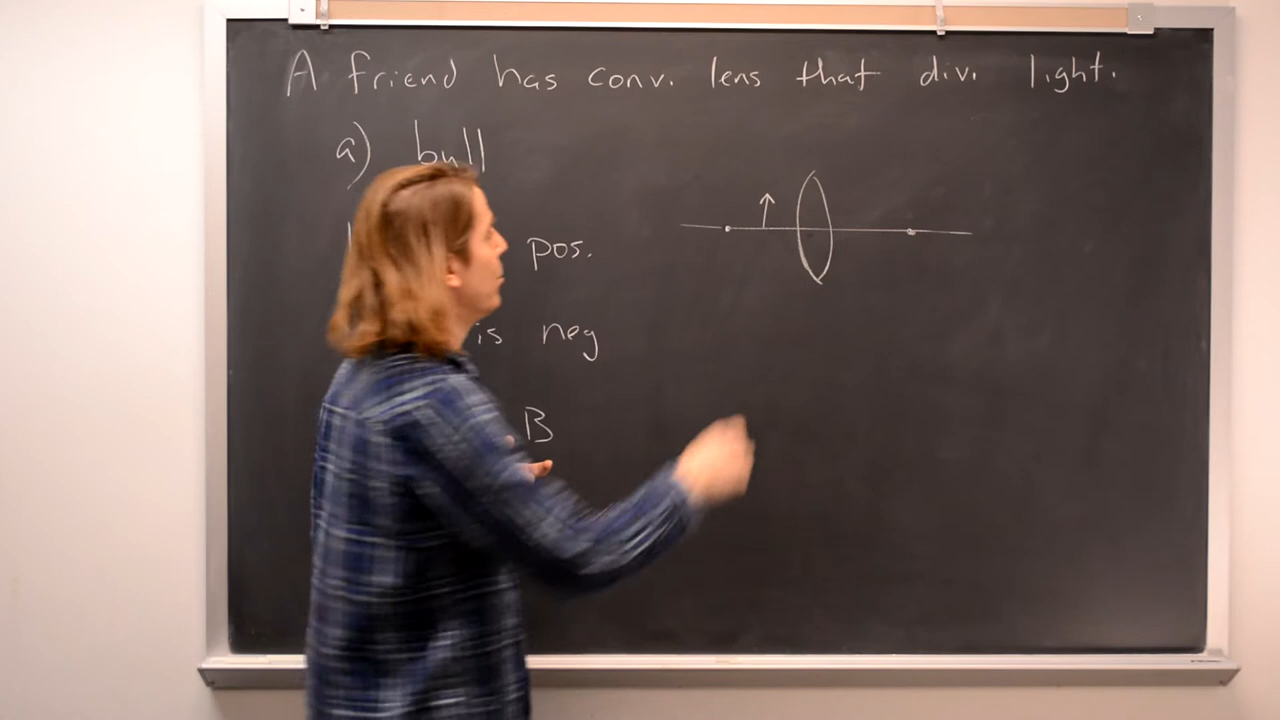 A friend has conv. lens that div. light.
a) bull
pos.
is neg
B